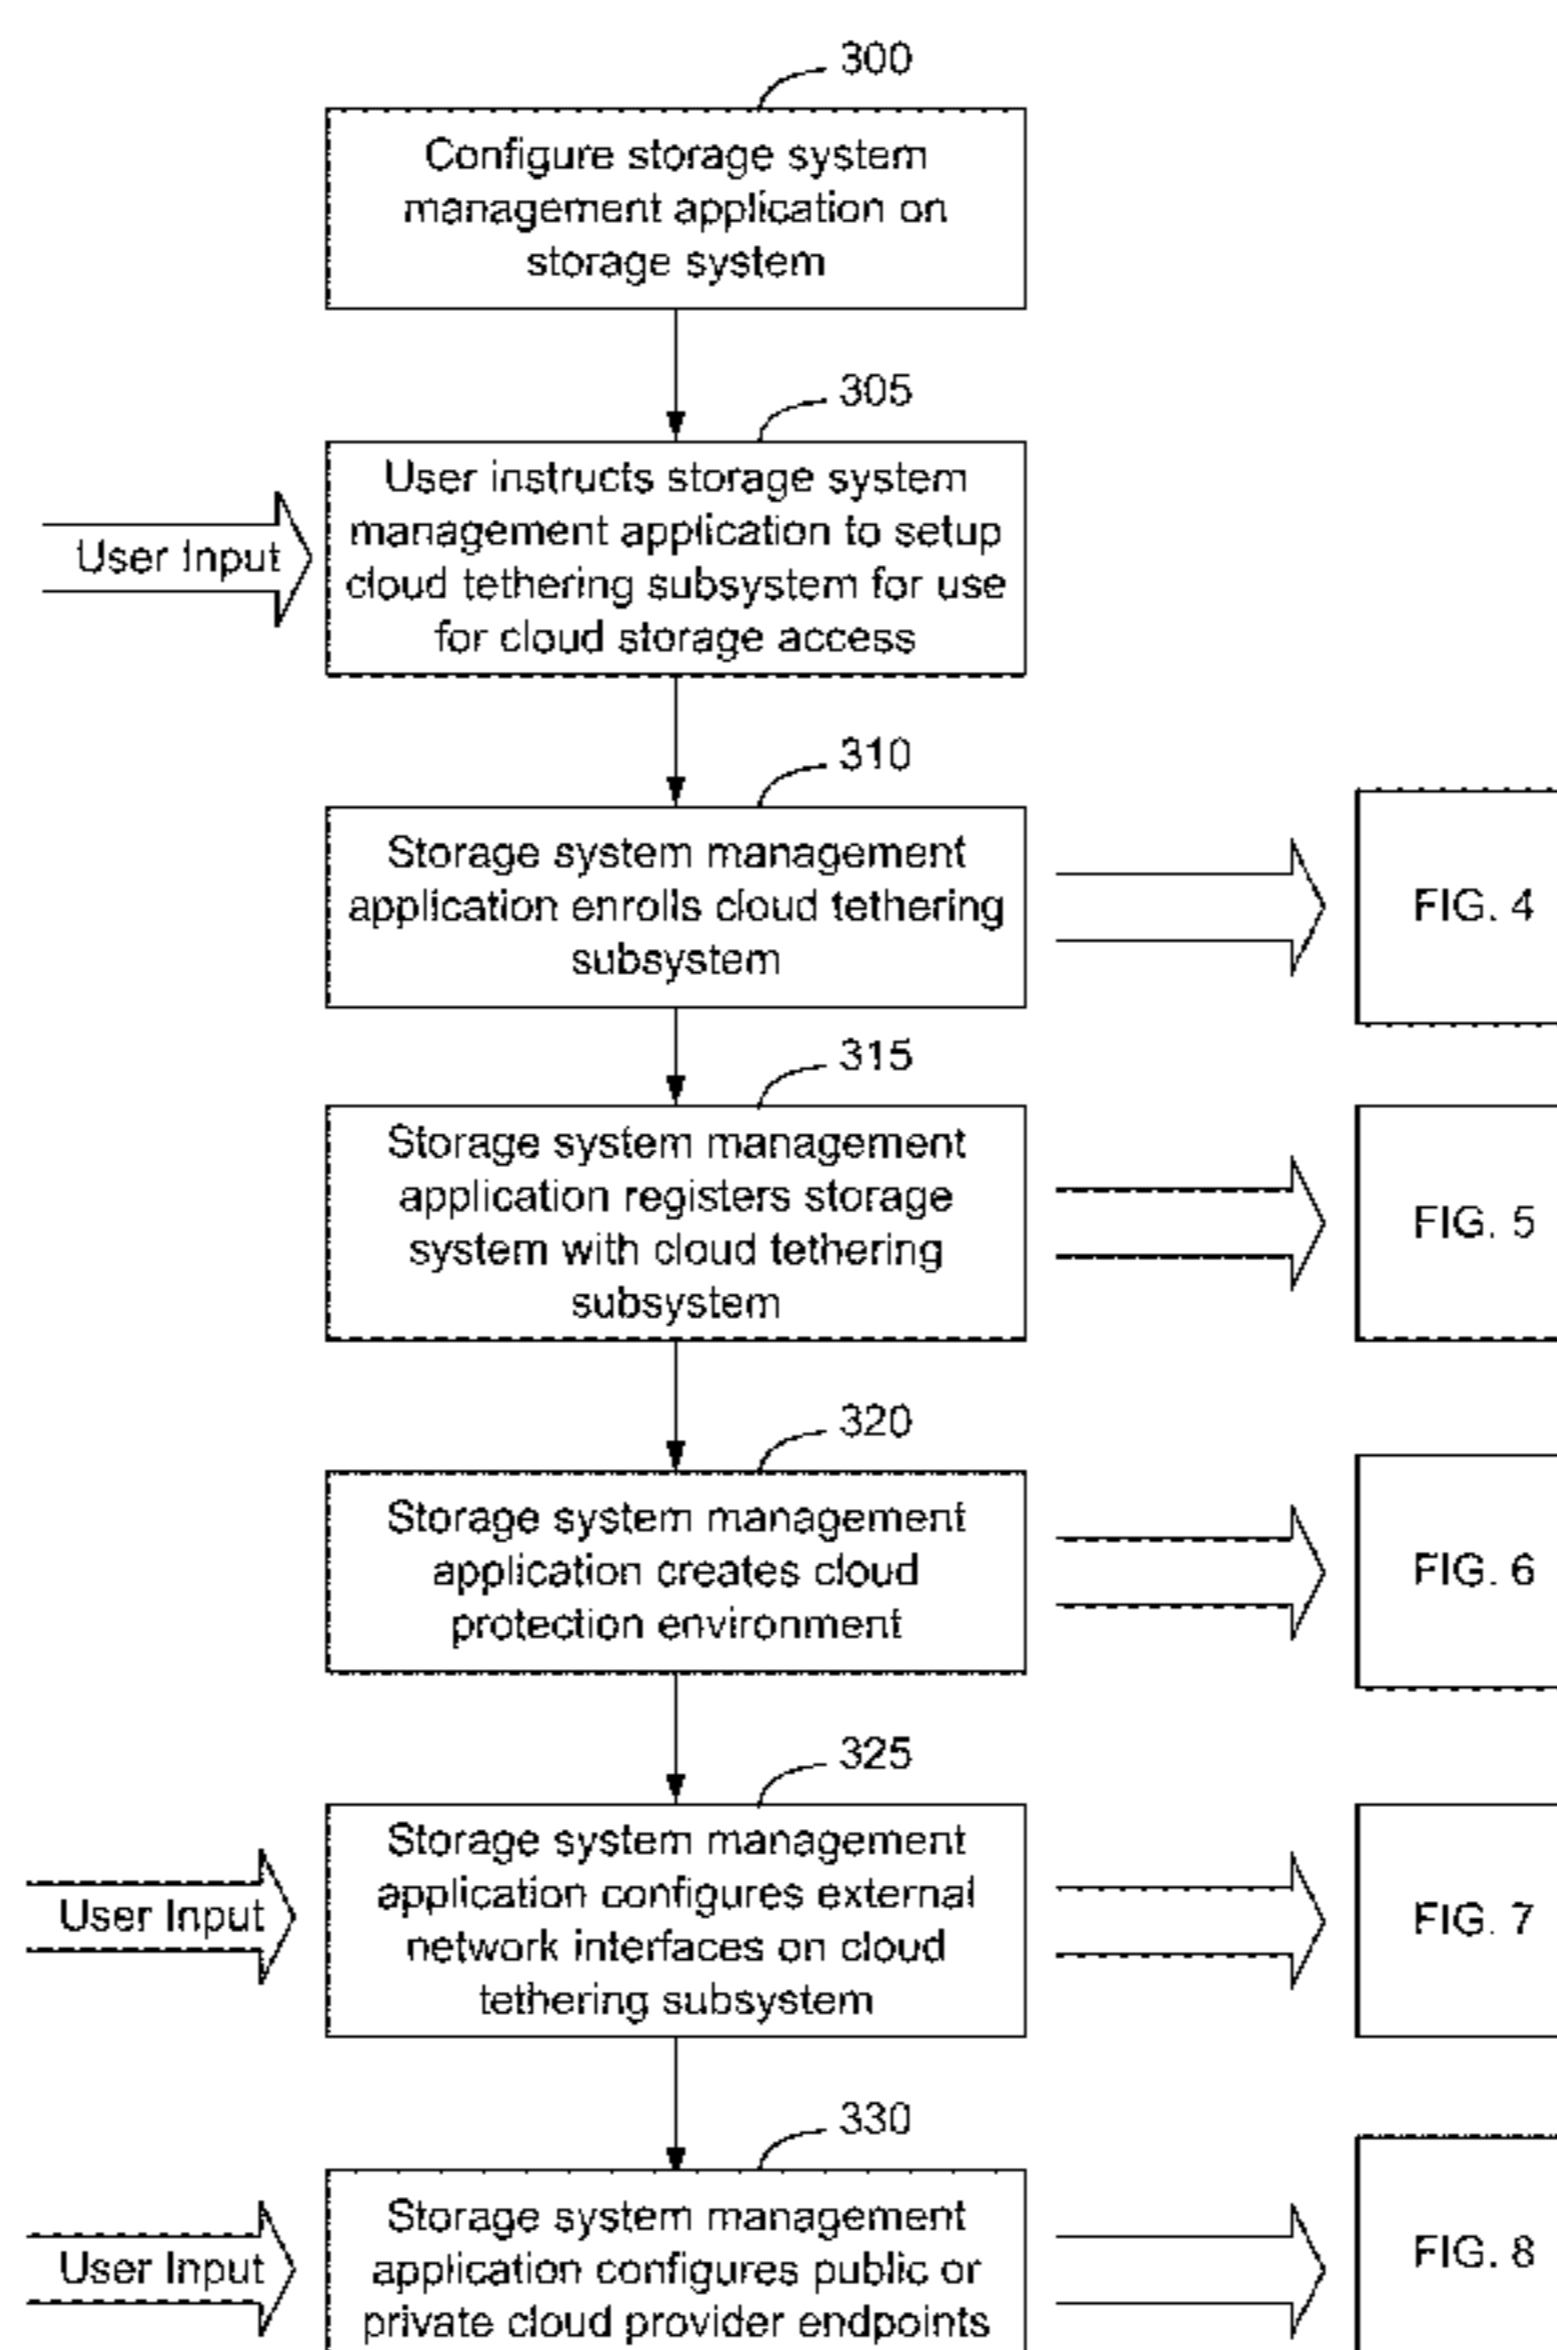 300
Configure storage system
management application on
storage system
305
User instructs storage system
management application to setup
cloud tethering subsystem for use
for cloud storage access
User Input
310
Storage system management
application enrolls cloud tethering
subsystem
FIG. 4
315
Storage system management
application registers storage
system with cloud tethering
subsystem
FIG. 5
320
Storage system management
application creates cloud
protection environment
FIG. 6
325
Storage system management
application configures external
network interfaces on cloud
tethering subsystem
User Input
FIG. 7
330
Storage system management
application configures public or
private cloud provider endpoints
User Input
FIG. 8